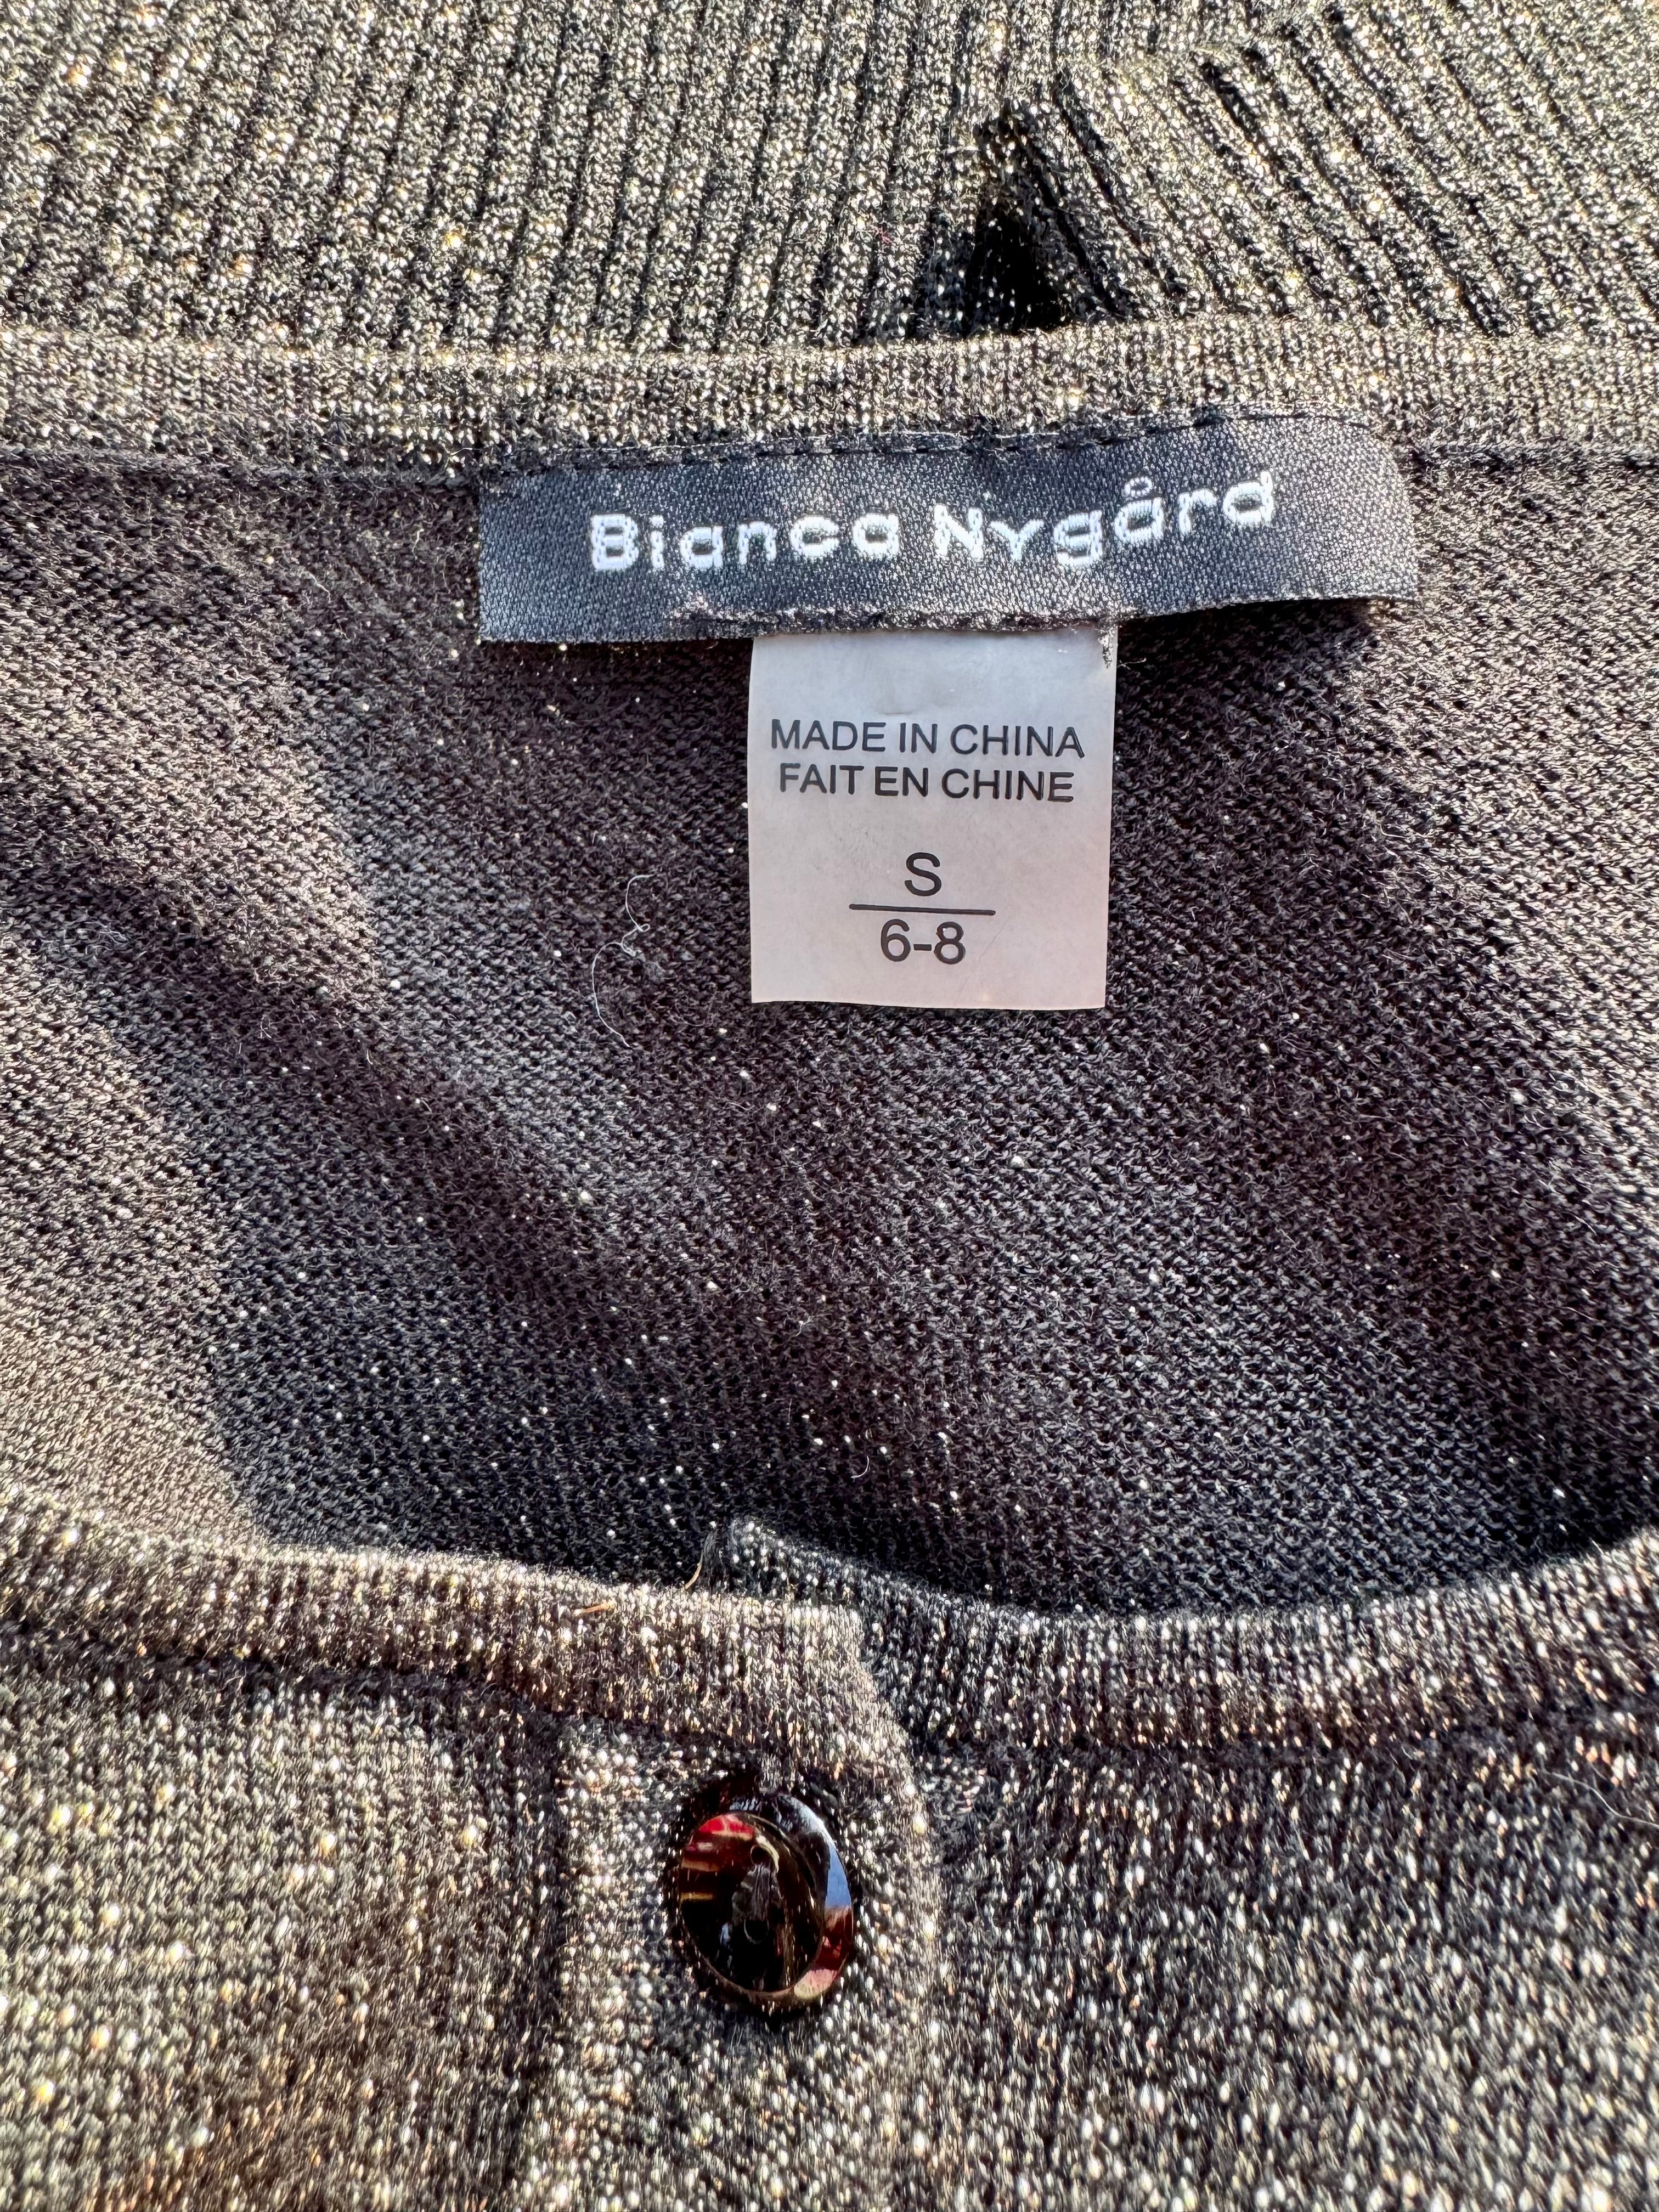 Bianca Nygård
MADE IN CHINA
FAIT EN CHINE
S
6-8